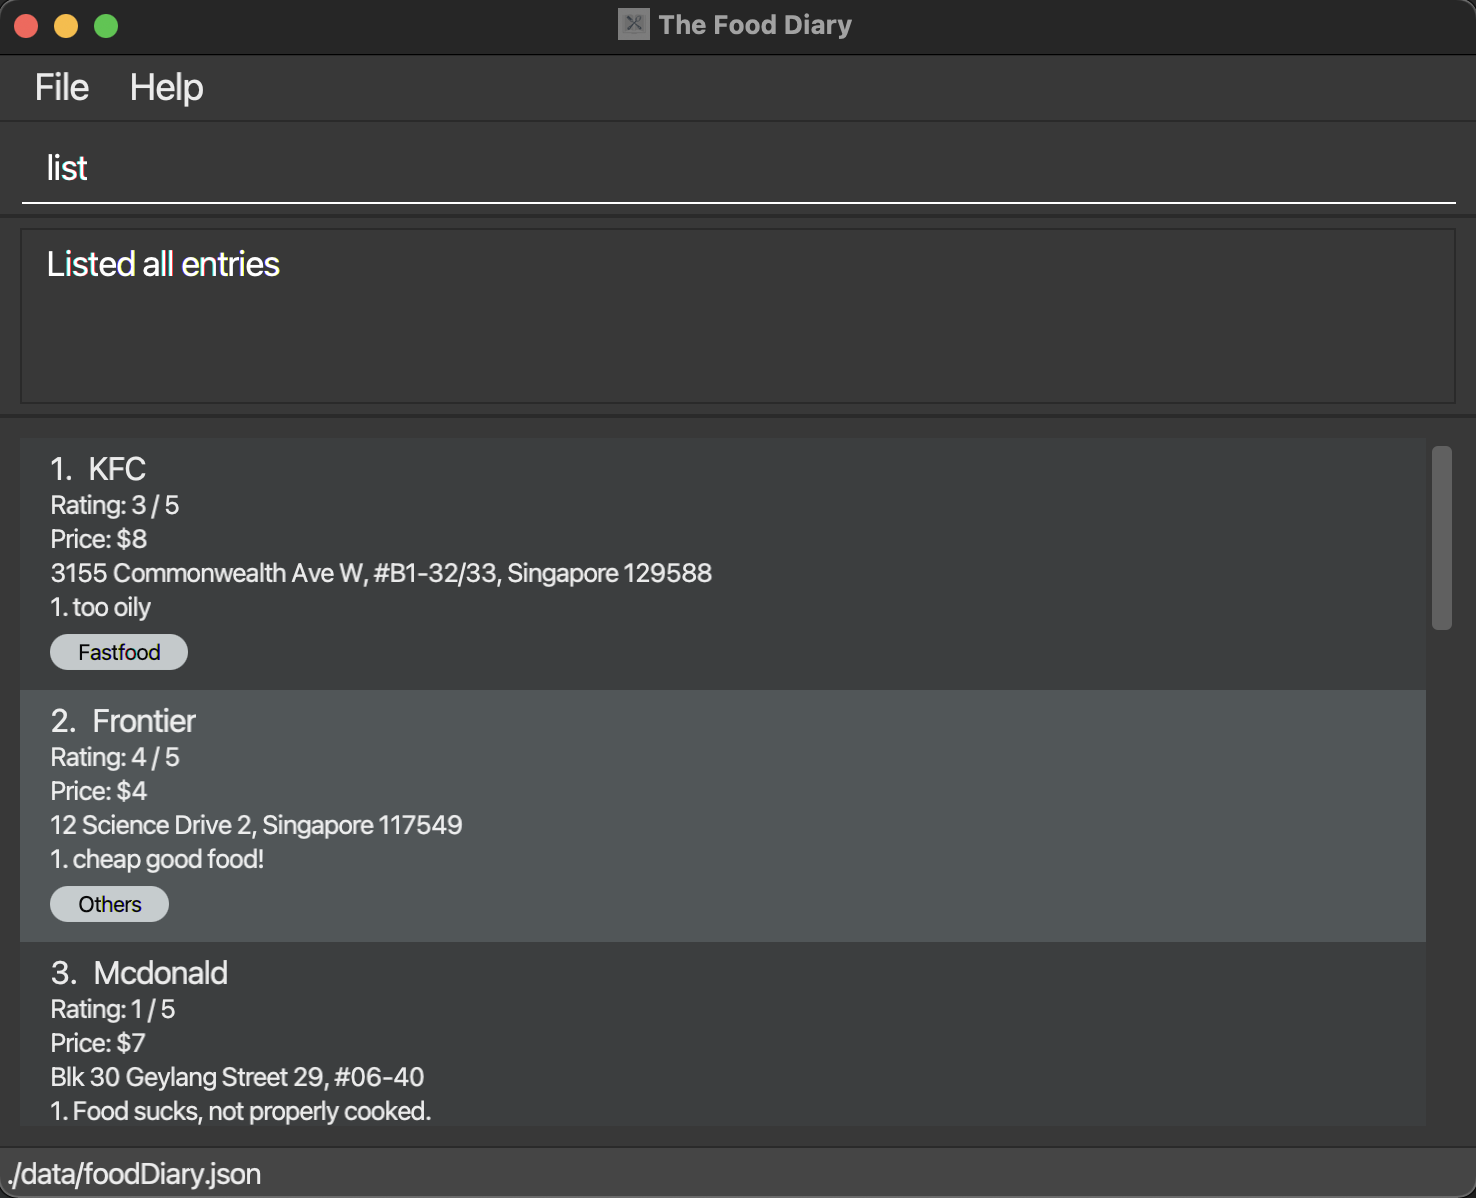 The Food Diary
File Help
list
Listed all entries
1. KFC
Rating: 3 / 5
Price: $8
3155 Commonwealth Ave W, #B1-32/33, Singapore 129588
1. too oily
Fastfood
2. Frontier
Rating: 4 / 5
Price: $4
12 Science Drive 2, Singapore 117549
1. cheap good food!
Others
3. Mcdonald
Rating: 1 / 5
Price: $7
Blk 30 Geylang Street 29, #06-40
1. Food sucks, not properly cooked.
./data/foodDiary.json